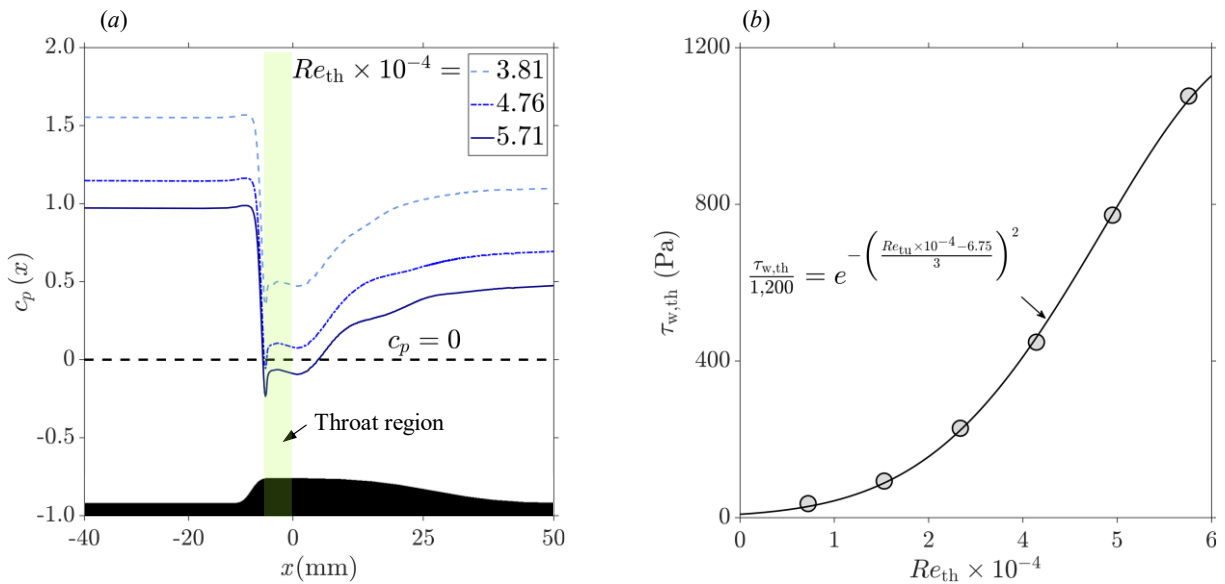 (a)
2.0
1.5
1.0
0.5
0
-0.5
-1.0
c_p (x)
Re_th × 10^-4 =
3.81
4.76
5.71
c_p = 0
Throat region
-40
-20
0
25
50
x(mm)
(b)
1200
800
400
0
τ_w,th (Pa)
τ_w,th/1,200 = e^-((Re_tu×10^-4−6.75)/3)^2
0
1
2
4
5
6
Re_th × 10^-4